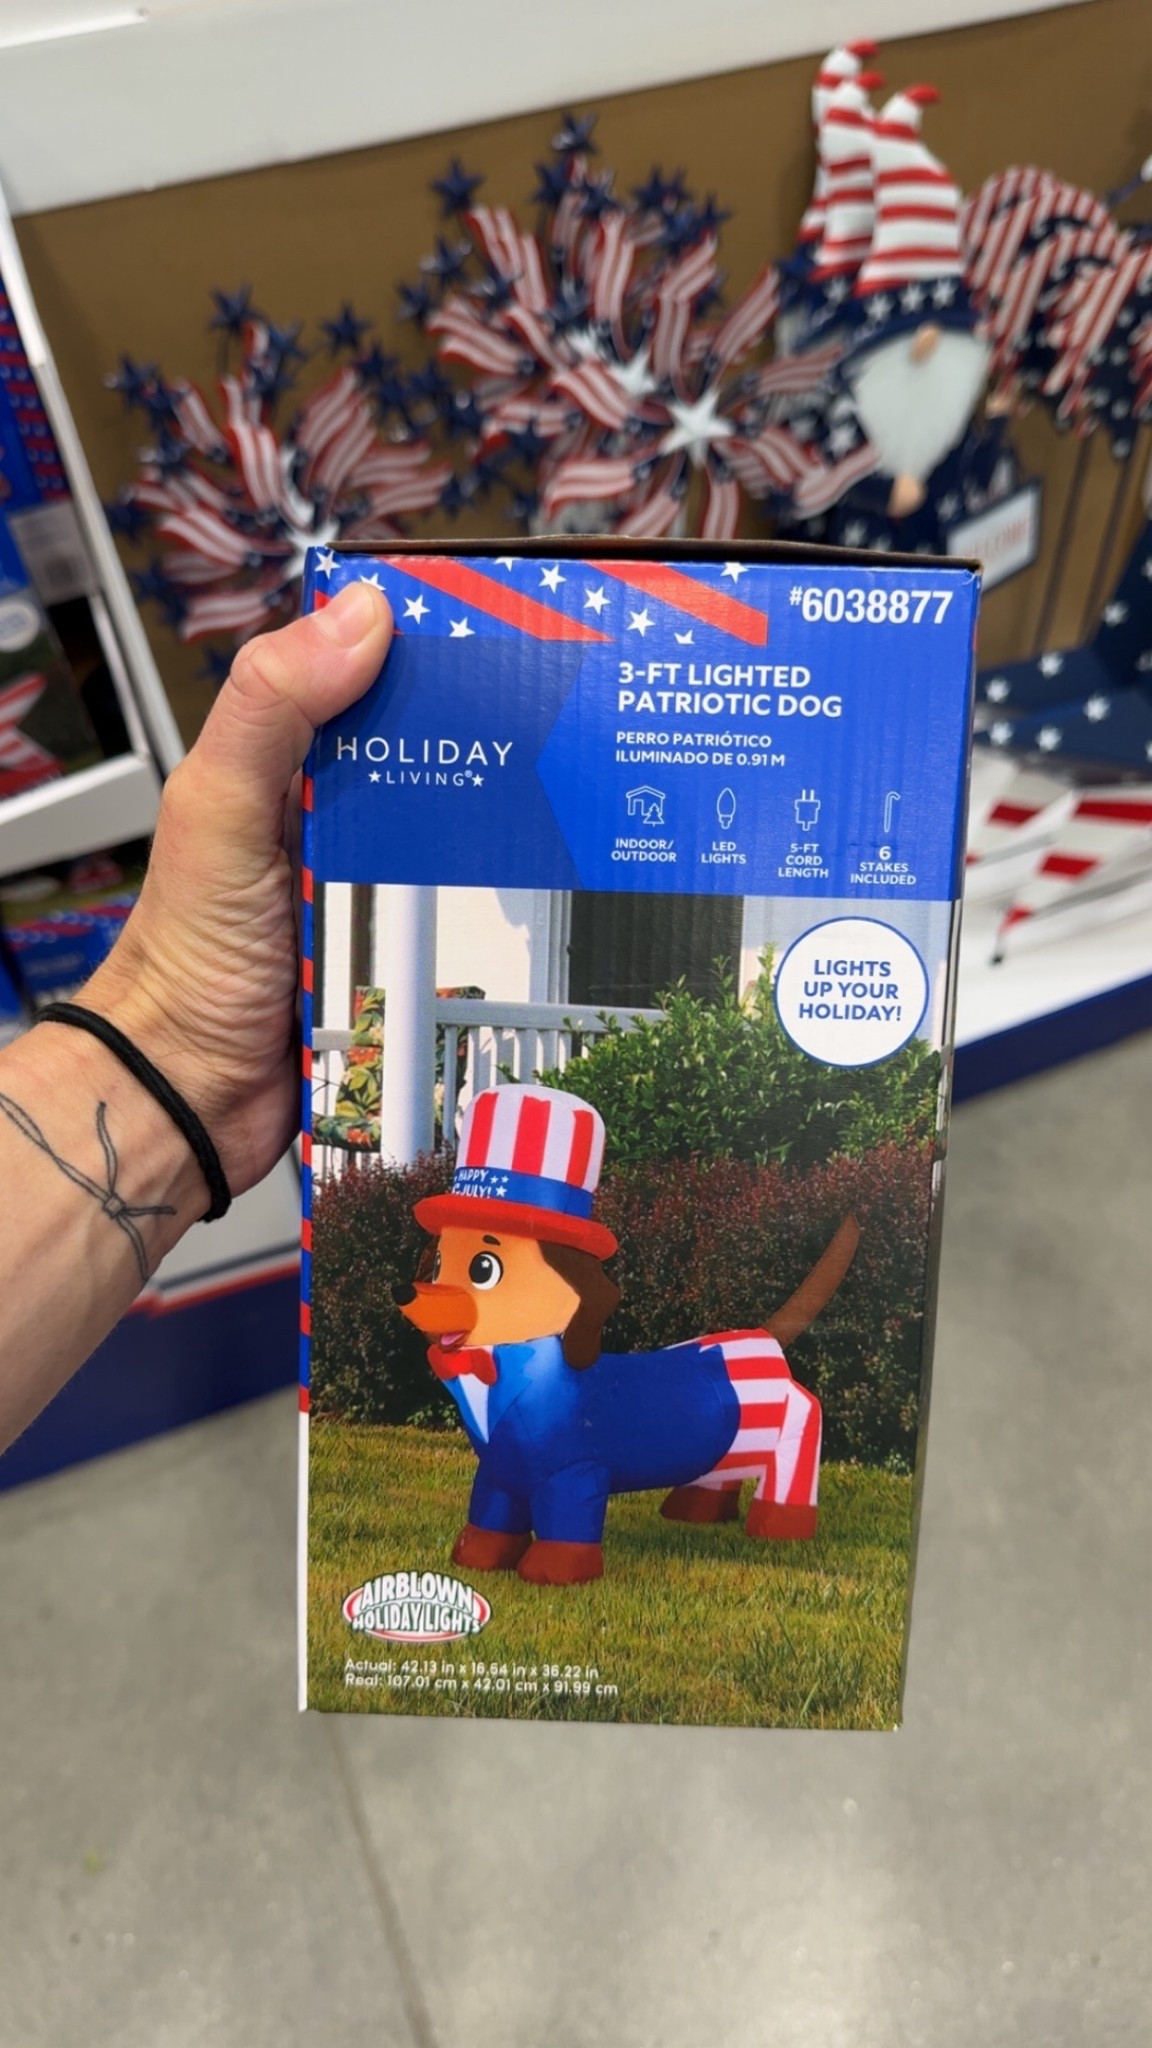 #6038877
3-FT LIGHTED
PATRIOTIC DOG
PERRO PATRIÓTICO
ILUMINADO DE 0.91 M
HOLIDAY
★LIVING®★
INDOOR/
OUTDOOR
LED
LIGHTS
5-FT
CORD
LENGTH
6
STAKES
INCLUDED
LIGHTS
UP YOUR
HOLIDAY!
HAPPY
JULY!
AIRBLOWN
HOLIDAY LIGHTS
Actual: 42.13 in x 16.54 in x 36.22 in
Real: 107.01 cm x 42.01 cm x 91.99 cm